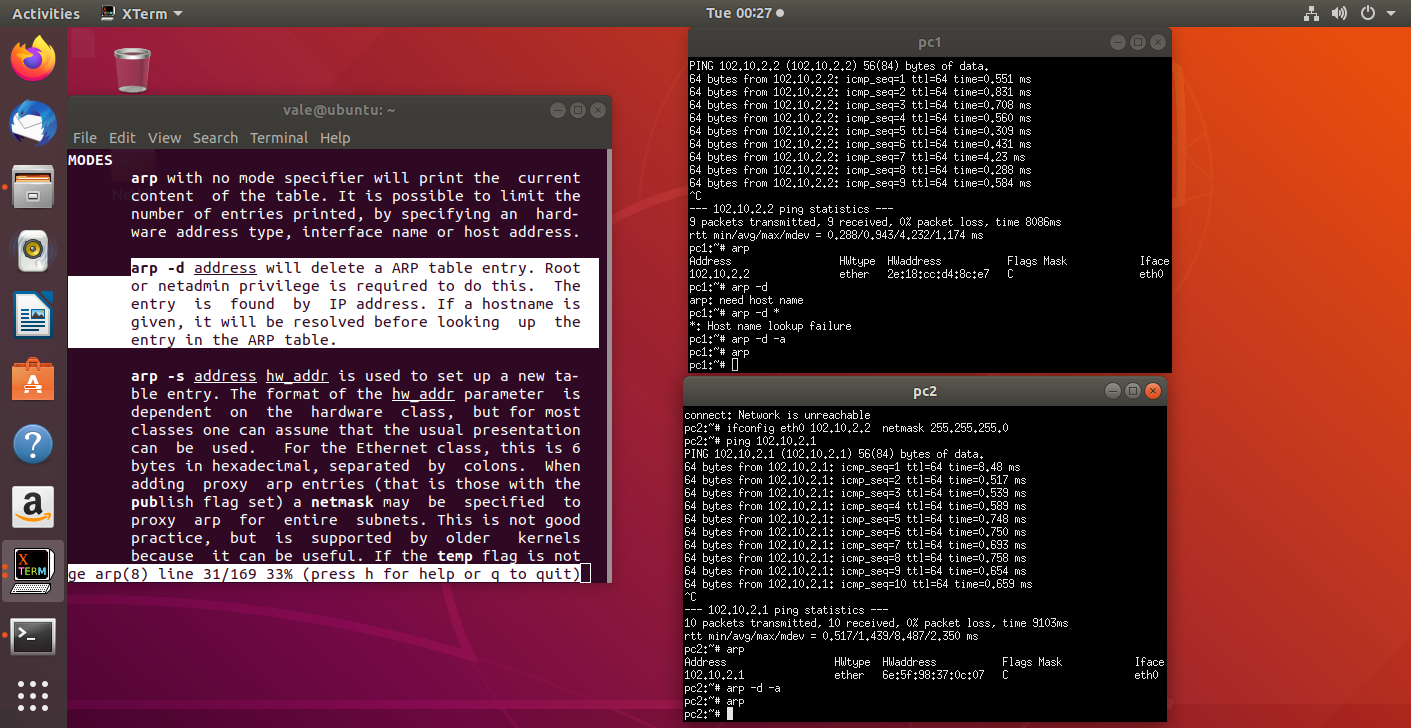 Activities XTerm Tue 00:27
vale@ubuntu: ~
File Edit View Search Terminal Help
MODES
arp with no mode specifier will print the current
content of the table. It is possible to limit the
number of entries printed, by specifying an hard-
ware address type, interface name or host address.
arp -d address will delete a ARP table entry. Root
or netadmin privilege is required to do this. The
entry is found by IP address. If a hostname is
given, it will be resolved before looking up the
entry in the ARP table.
arp -s address hw_addr is used to set up a new ta-
ble entry. The format of the hw_addr parameter is
dependent on the hardware class, but for most
classes one can assume that the usual presentation
can be used. For the Ethernet class, this is 6
bytes in hexadecimal, separated by colons. When
adding proxy arp entries (that is those with the
publish flag set) a netmask may be specified to
proxy arp for entire subnets. This is not good
practice, but is supported by older kernels
because it can be useful. If the temp flag is not
ge arp(8) line 31/169 33% (press h for help or q to quit)
pc1
PING 102.10.2.2 (102.10.2.2) 56(84) bytes of data.
64 bytes from 102.10.2.2: icmp_seq=1 ttl=64 time=0.551 ms
64 bytes from 102.10.2.2: icmp_seq=2 ttl=64 time=0.831 ms
64 bytes from 102.10.2.2: icmp_seq=3 ttl=64 time=0.708 ms
64 bytes from 102.10.2.2: icmp_seq=4 ttl=64 time=0.560 ms
64 bytes from 102.10.2.2: icmp_seq=5 ttl=64 time=0.309 ms
64 bytes from 102.10.2.2: icmp_seq=6 ttl=64 time=0.431 ms
64 bytes from 102.10.2.2: icmp_seq=7 ttl=64 time=4.23 ms
64 bytes from 102.10.2.2: icmp_seq=8 ttl=64 time=0.288 ms
64 bytes from 102.10.2.2: icmp_seq=9 ttl=64 time=0.584 ms
^C
--- 102.10.2.2 ping statistics ---
9 packets transmitted, 9 received, 0% packet loss, time 8086ms
rtt min/avg/max/mdev = 0.288/0.943/4.232/1.174 ms
pc1:~# arp
Address HWtype HWaddress Flags Mask Iface
102.10.2.2 ether 2e:18:cc:d4:8c:e7 C eth0
pc1:~# arp -d
arp: need host name
pc1:~# arp -d *
*: Host name lookup failure
pc1:~# arp -d -a
pc1:~# arp
pc1:~#
pc2
connect: Network is unreachable
pc2:~# ifconfig eth0 102.10.2.2 netmask 255.255.255.0
pc2:~# ping 102.10.2.1
PING 102.10.2.1 (102.10.2.1) 56(84) bytes of data.
64 bytes from 102.10.2.1: icmp_seq=1 ttl=64 time=8.48 ms
64 bytes from 102.10.2.1: icmp_seq=2 ttl=64 time=0.517 ms
64 bytes from 102.10.2.1: icmp_seq=3 ttl=64 time=0.539 ms
64 bytes from 102.10.2.1: icmp_seq=4 ttl=64 time=0.589 ms
64 bytes from 102.10.2.1: icmp_seq=5 ttl=64 time=0.748 ms
64 bytes from 102.10.2.1: icmp_seq=6 ttl=64 time=0.750 ms
64 bytes from 102.10.2.1: icmp_seq=7 ttl=64 time=0.693 ms
64 bytes from 102.10.2.1: icmp_seq=8 ttl=64 time=0.758 ms
64 bytes from 102.10.2.1: icmp_seq=9 ttl=64 time=0.654 ms
64 bytes from 102.10.2.1: icmp_seq=10 ttl=64 time=0.659 ms
^C
--- 102.10.2.1 ping statistics ---
10 packets transmitted, 10 received, 0% packet loss, time 9103ms
rtt min/avg/max/mdev = 0.517/1.439/8.487/2.350 ms
pc2:~# arp
Address HWtype HWaddress Flags Mask Iface
102.10.2.1 ether 6e:5f:98:37:0c:07 C eth0
pc2:~# arp -d -a
pc2:~# arp
pc2:~#
X
TERM